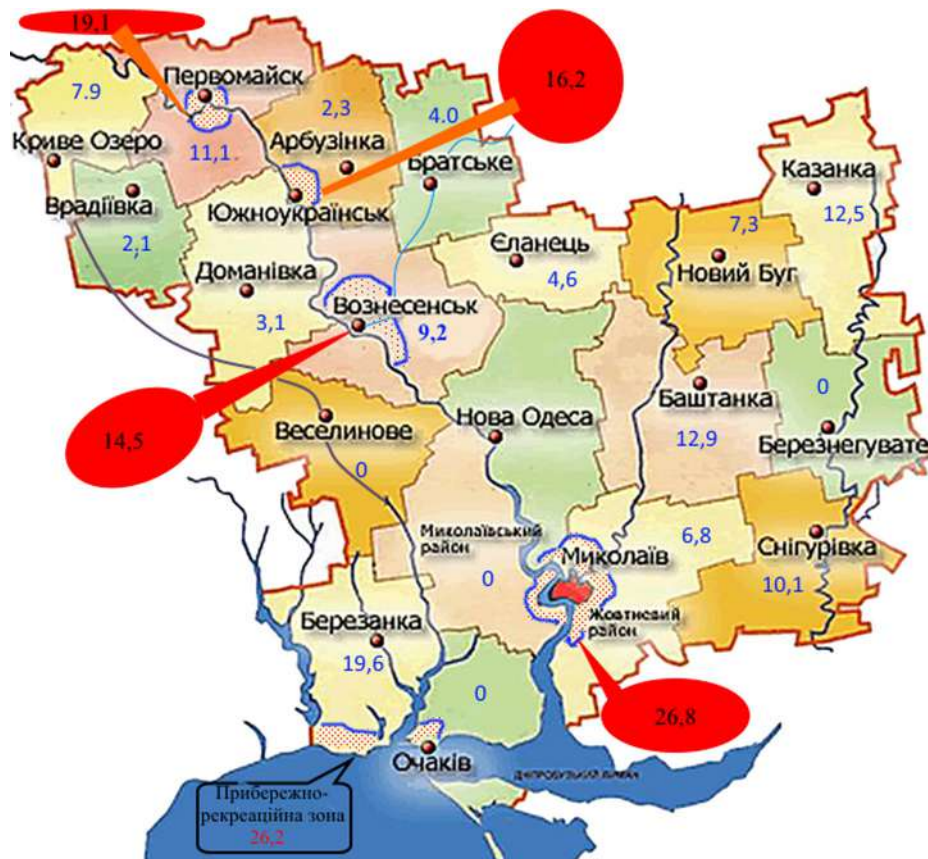 19,1
16,2
Первомайск
7.9
2,3
4.0
Криве Озеро
11,1
Арбузінка
Братське
Казанка
Врадіївка
Южноукраїнськ
12,5
2,1
Єланець
7,3
Доманівка
4,6
Новий Буг
Вознесенськ
3,1
9,2
0
Баштанка
14,5
Веселинове
Нова Одеса
12,9
Березнегувате
0
Миколаївський
район
6,8
Миколаїв
Снігурівка
0
10,1
Березанка
Жовтневий
район
19,6
0
26,8
Очаків
ДНІПРОБУЗЬКИЙ ЛИМАН
Прибережно-
рекреаційна зона
26,2